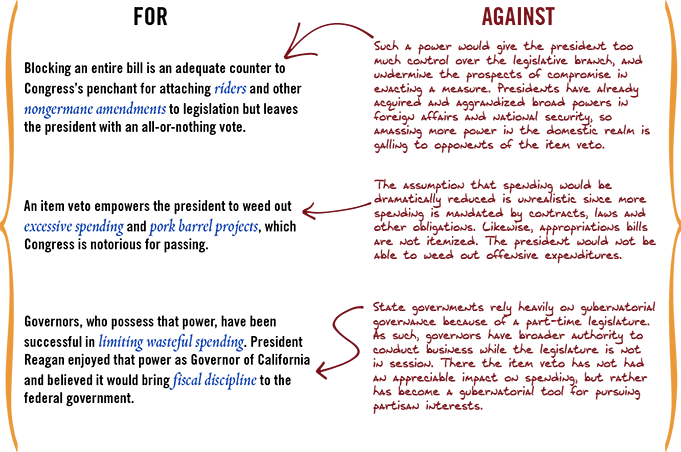 FOR
Blocking an entire bill is an adequate counter to
Congress's penchant for attaching riders and other
nongermane amendments to legislation but leaves
the president with an all-or-nothing vote.
An item veto empowers the president to weed out
excessive spending and pork barrel projects, which
Congress is notorious for passing.
Governors, who possess that power, have been
successful in limiting wasteful spending. President
Reagan enjoyed that power as Governor of California
and believed it would bring fiscal discipline to the
federal government.
AGAINST
Such a power would give the president too
much control over the legislative branch, and
undermine the prospects of compromise in
enacting a measure. Presidents have already
acquired and aggrandized broad powers in
foreign affairs and national security, so
amassing more power in the domestic realm is
galling to opponents of the item veto.
The assumption that spending would be
dramatically reduced is unrealistic since more
spending is mandated by contracts, laws and
other obligations. Likewise, appropriations bills
are not itemized. The president would not be
able to weed out offensive expenditures.
State governments rely heavily on gubernatorial
governance because of a part-time legislature.
As such, governors have broader authority to
conduct business while the legislature is not
in session. There the item veto has not had
an appreciable impact on spending, but rather
has become a gubernatorial tool for pursuing
partisan interests.